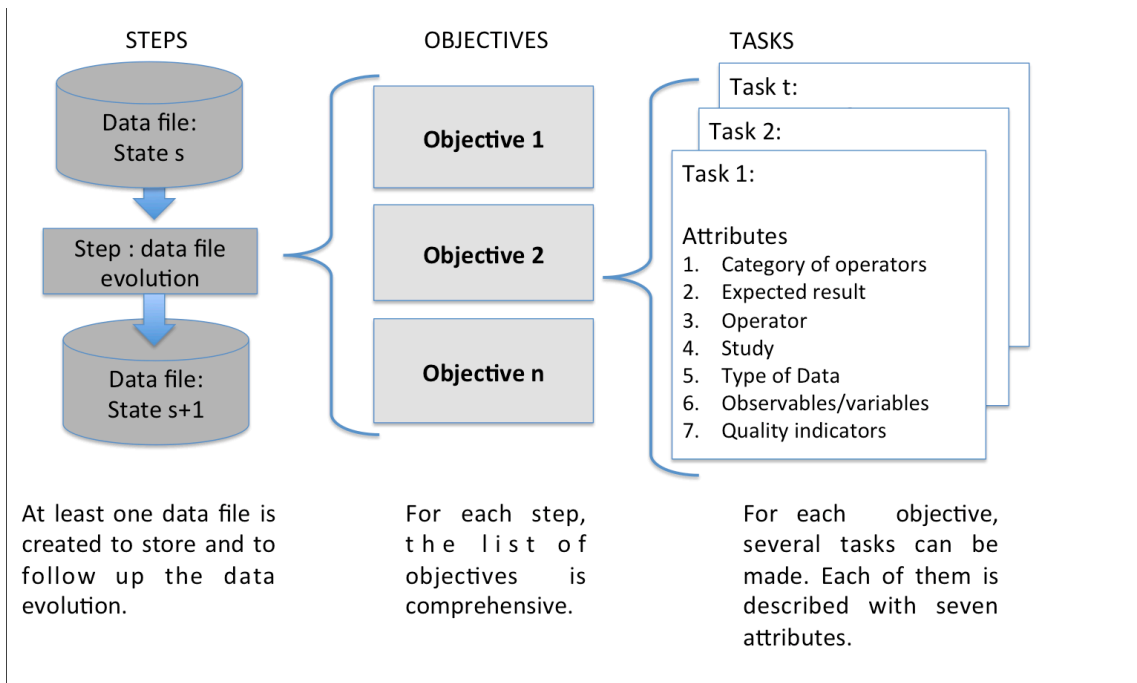 STEPS
Data file:
State s
Step : data file
evolution
Data file:
State s+1
At least one data file is
created to store and to
follow up the data
evolution.
OBJECTIVES
Objective 1
Objective 2
Objective n
For each step,
the list of
objectives is
comprehensive.
TASKS
Task t:
Task 2:
Task 1:
Attributes
1. Category of operators
2. Expected result
3. Operator
4. Study
5. Type of Data
6. Observables/variables
7. Quality indicators
For each objective,
several tasks can be
made. Each of them is
described with seven
attributes.